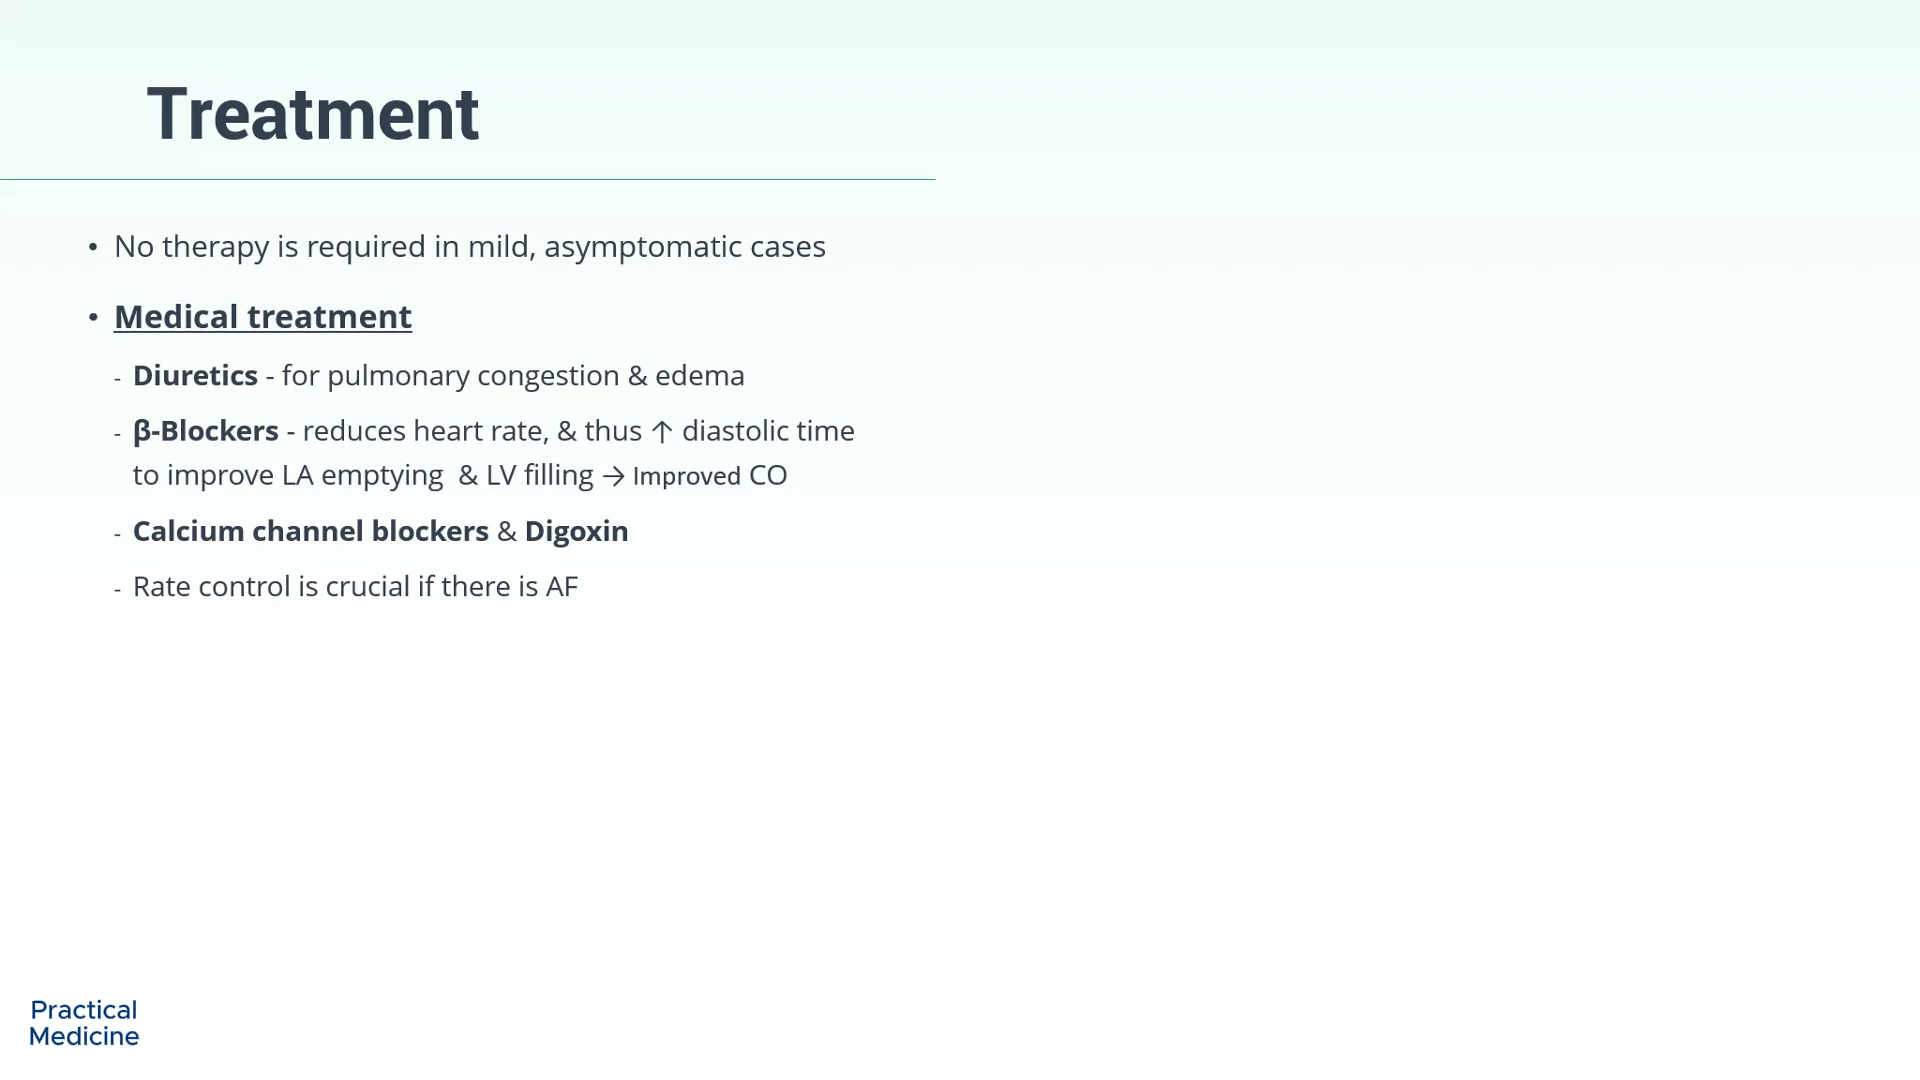 Treatment
• No therapy is required in mild, asymptomatic cases
• Medical treatment
- Diuretics - for pulmonary congestion & edema
- β-Blockers - reduces heart rate, & thus ↑ diastolic time
to improve LA emptying  & LV filling → Improved CO
- Calcium channel blockers & Digoxin
- Rate control is crucial if there is AF
Practical
Medicine